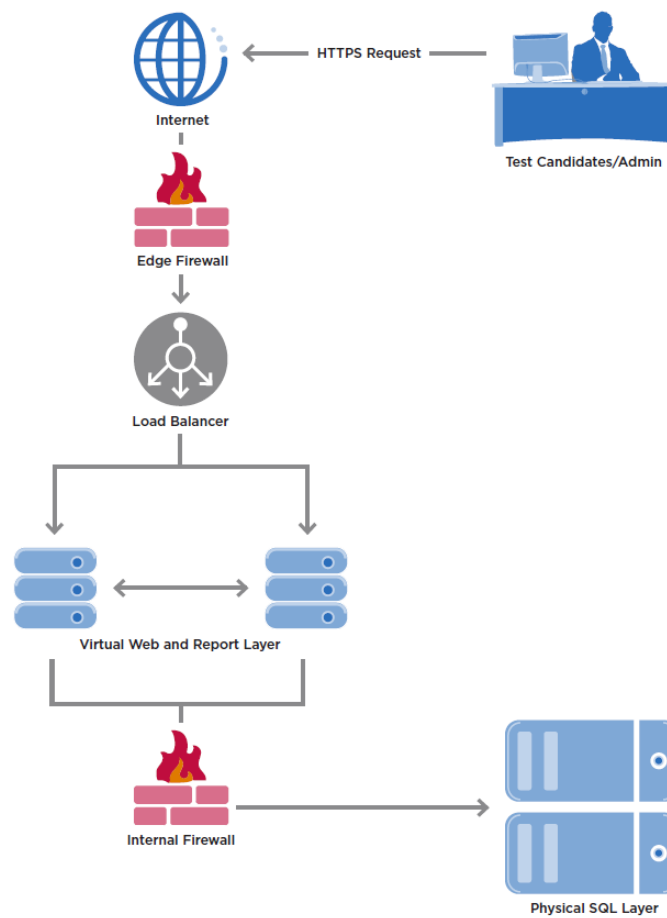 HTTPS Request
Internet
Test Candidates/Admin
Edge Firewall
Load Balancer
Virtual Web and Report Layer
Internal Firewall
Physical SQL Layer